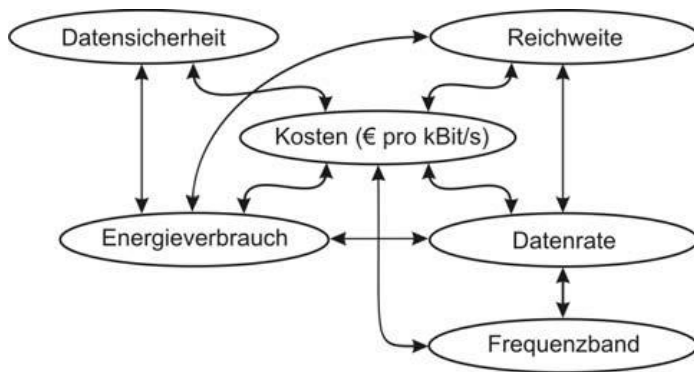 Datensicherheit
Reichweite
Kosten (€ pro kBit/s)
Energieverbrauch
Datenrate
Frequenzband